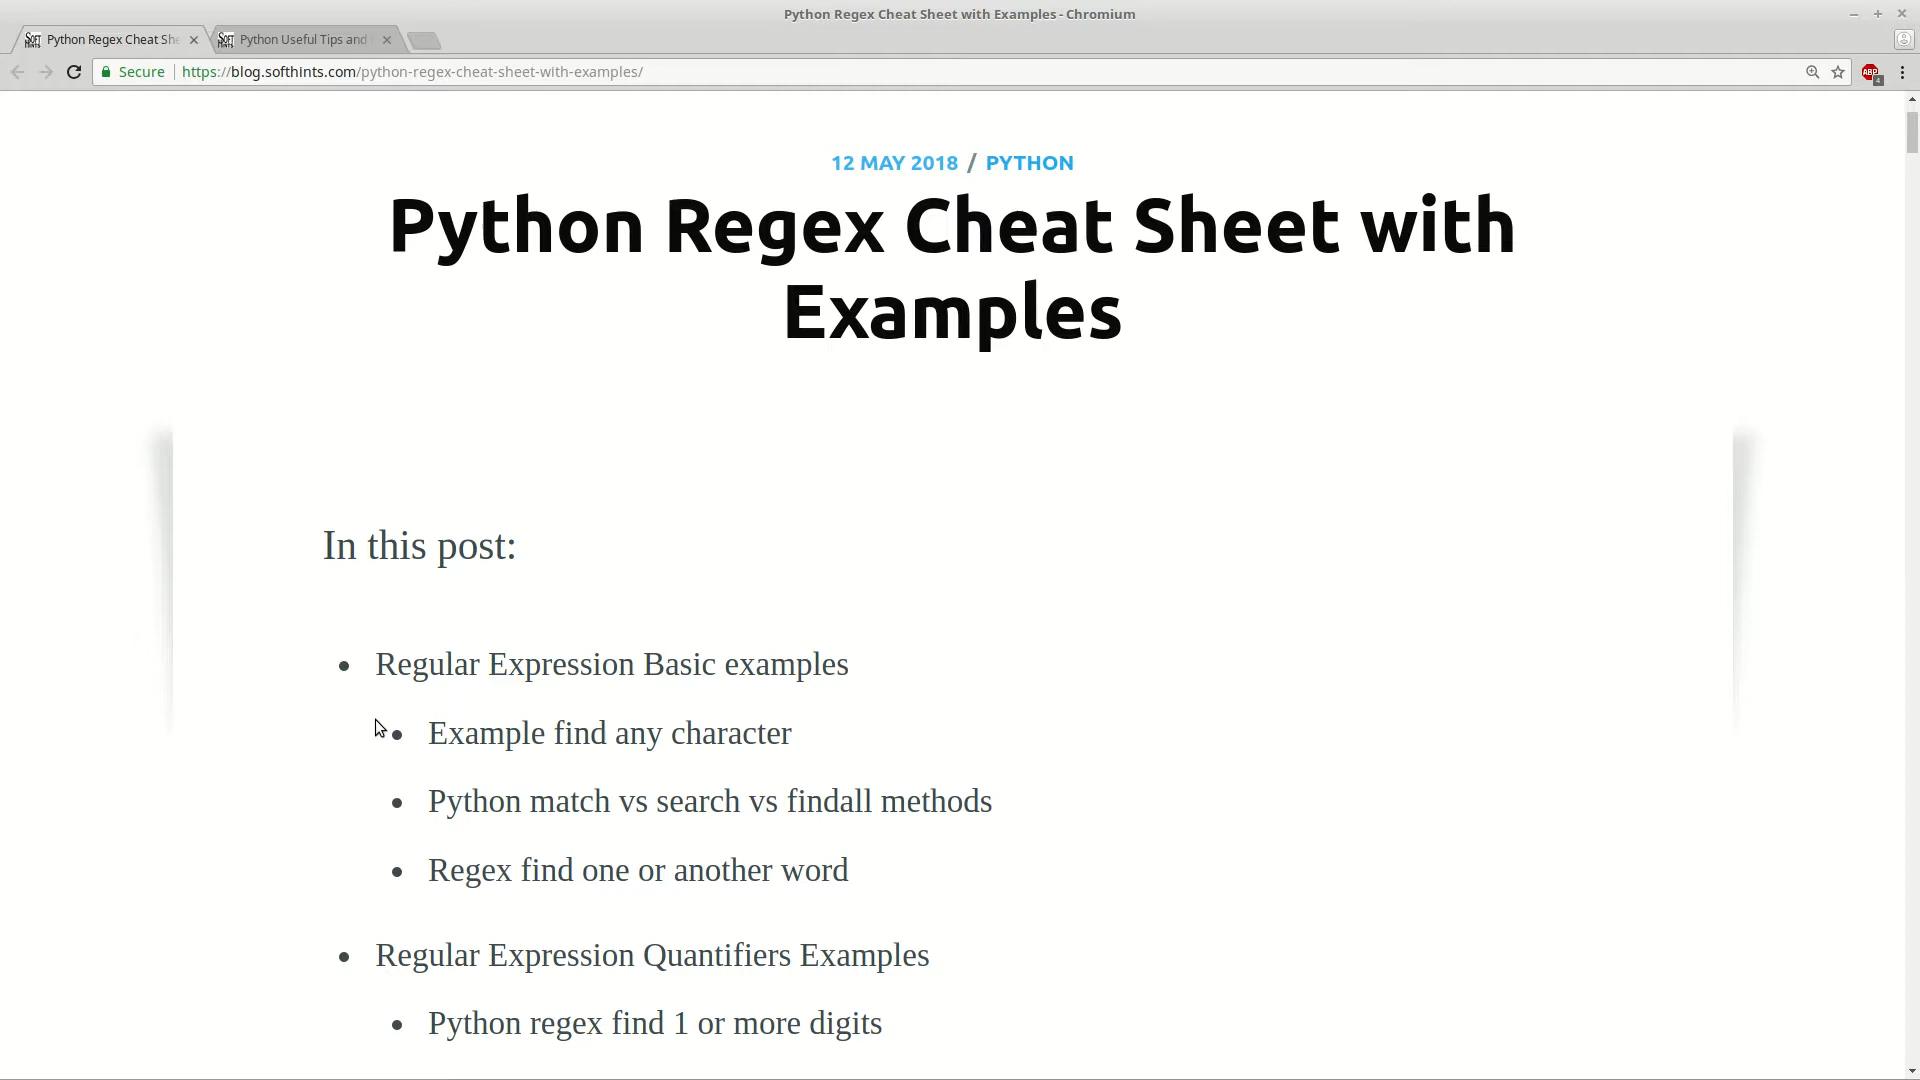 Python Regex Cheat Sheet with Examples - Chromium
Python Regex Cheat She
Python Useful Tips and
Secure
https://blog.softhints.com/python-regex-cheat-sheet-with-examples/
ABP
4
12 MAY 2018 / PYTHON
Python Regex Cheat Sheet with
Examples
In this post:
Regular Expression Basic examples
Example find any character
Python match vs search vs findall methods
Regex find one or another word
Regular Expression Quantifiers Examples
Python regex find 1 or more digits